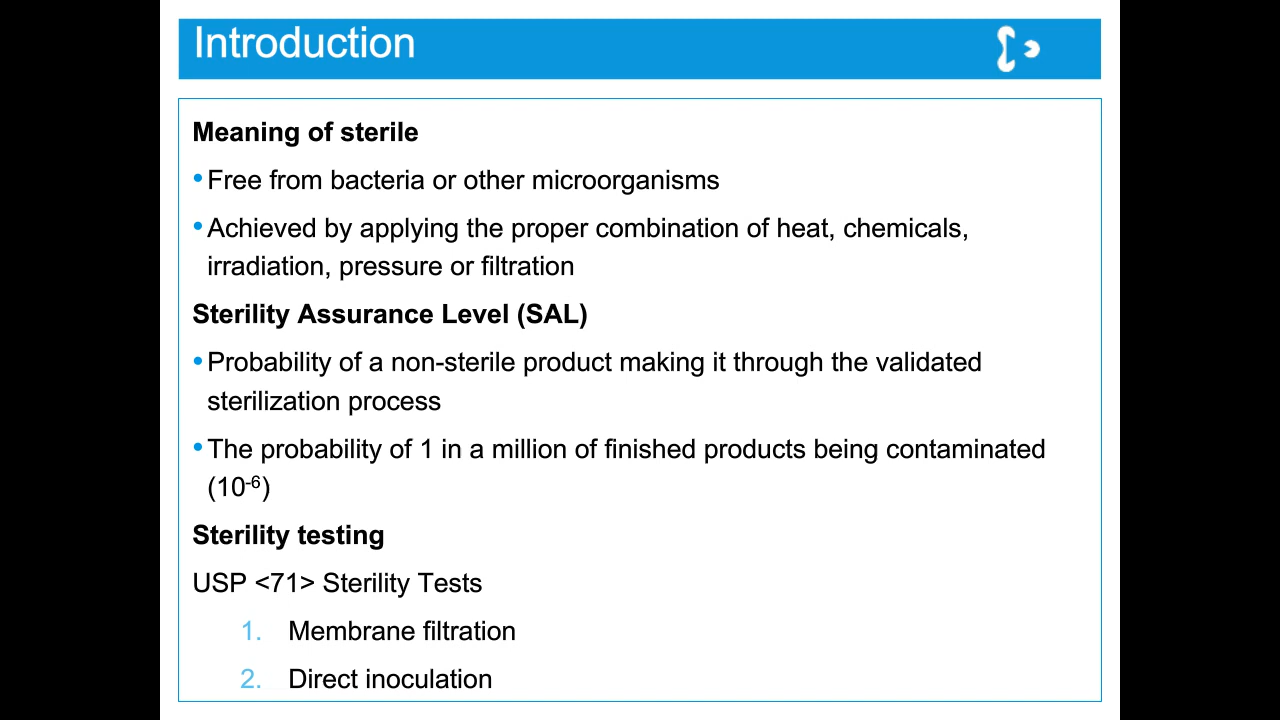 Introduction
Meaning of sterile
•Free from bacteria or other microorganisms
•Achieved by applying the proper combination of heat, chemicals,
irradiation, pressure or filtration
Sterility Assurance Level (SAL)
•Probability of a non-sterile product making it through the validated
sterilization process
•The probability of 1 in a million of finished products being contaminated
(10⁻⁶)
Sterility testing
USP <71> Sterility Tests
1. Membrane filtration
2. Direct inoculation